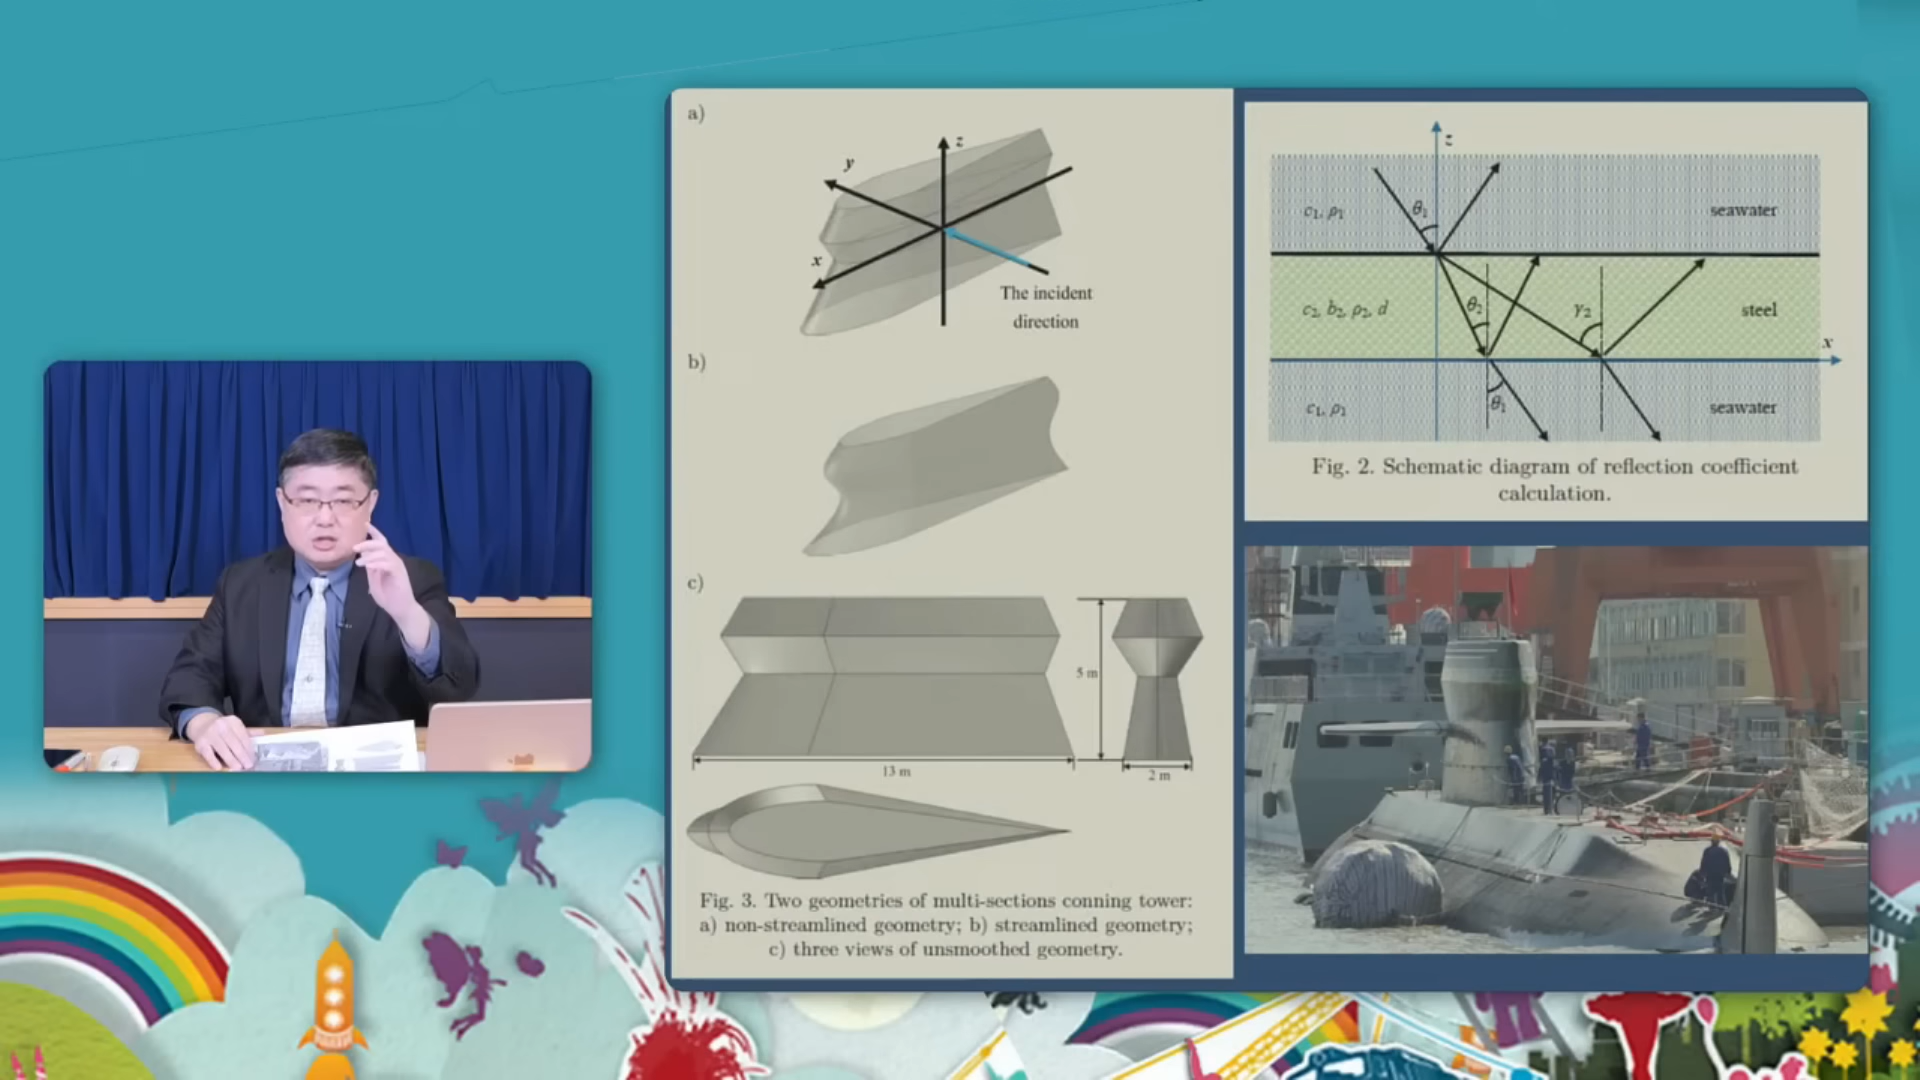 a)
z
y
x
The incident
direction
b)
c)
5 m
13 m
2 m
Fig. 3. Two geometries of multi-sections conning tower:
a) non-streamlined geometry; b) streamlined geometry;
c) three views of unsmoothed geometry.
z
c₁, ρ₁
θ₁
seawater
c₂, b₂, ρ₂, d
θ₂
γ₂
steel
x
c₁, ρ₁
θ₁
seawater
Fig. 2. Schematic diagram of reflection coefficient
calculation.